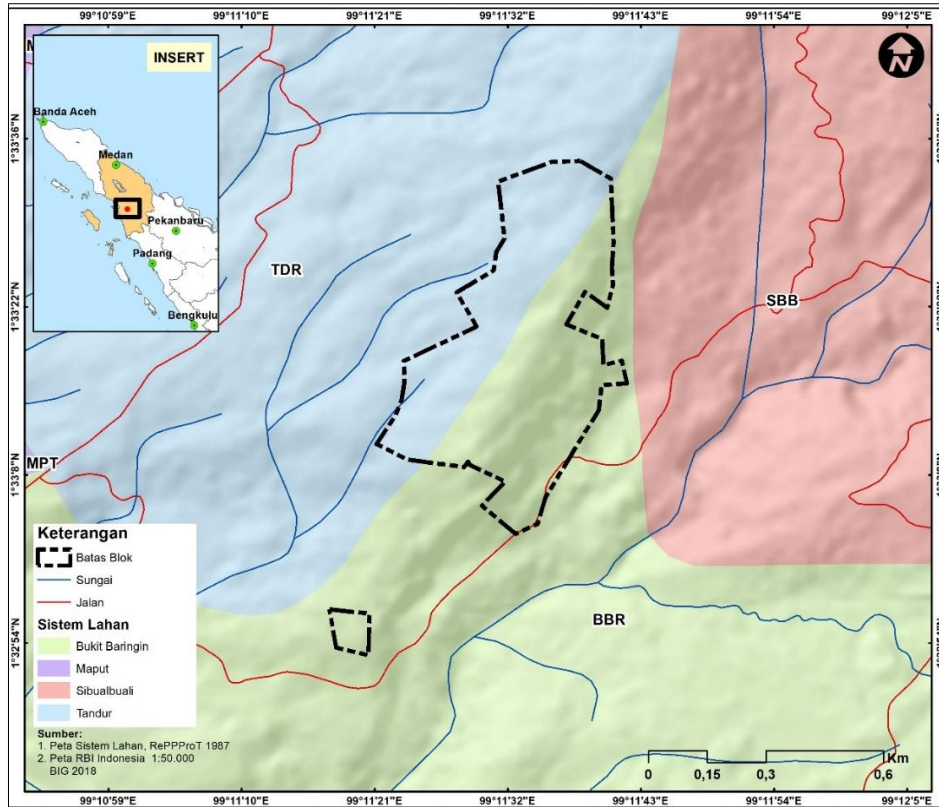 99°10'59"E 99°11'10"E 99°11'21"E 99°11'32"E 99°11'43"E 99°11'54"E 99°12'5"E
INSERT
N
Banda Aceh
Medan
Pekanbaru
Padang
Bengkulu
1°33'36"N
1°33'22"N
1°33'8"N
1°32'54"N
TDR
SBB
MPT
BBR
Keterangan
Batas Blok
Sungai
Jalan
Sistem Lahan
Bukit Baringin
Maput
Sibualbuali
Tandur
Sumber:
1. Peta Sistem Lahan, RePPProT 1987
2. Peta RBI Indonesia 1:50.000
BIG 2018
Km
0 0,15 0,3 0,6
99°10'59"E 99°11'10"E 99°11'21"E 99°11'32"E 99°11'43"E 99°11'54"E 99°12'5"E